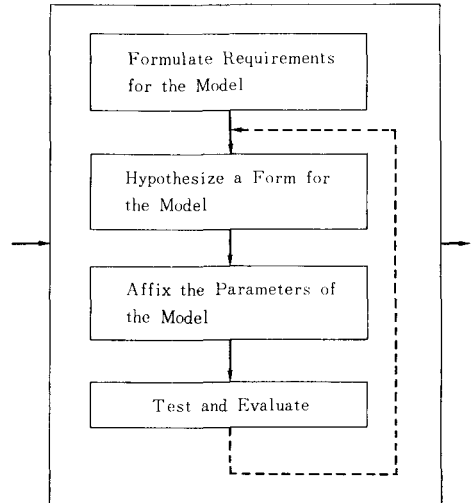 Formulate Requirements
for the Model
Hypothesize a Form for
the Model
Affix the Parameters of
the Model
Test and Evaluate